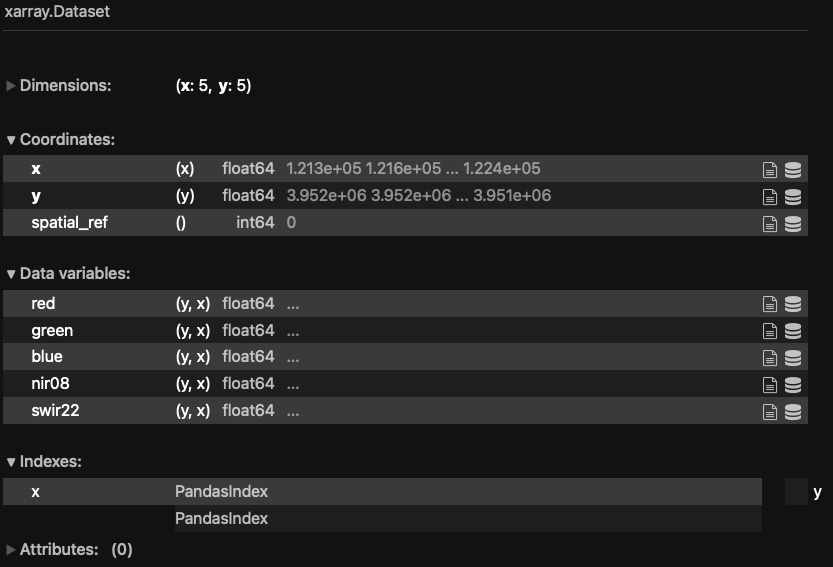 xarray.Dataset
▶ Dimensions: (x: 5, y: 5)
▼ Coordinates:
x (x) float64 1.213e+05 1.216e+05 ... 1.224e+05
y (y) float64 3.952e+06 3.952e+06 ... 3.951e+06
spatial_ref () int64 0
▼ Data variables:
red (y, x) float64 ...
green (y, x) float64 ...
blue (y, x) float64 ...
nir08 (y, x) float64 ...
swir22 (y, x) float64 ...
▼ Indexes:
x PandasIndex y
PandasIndex
▶ Attributes: (0)